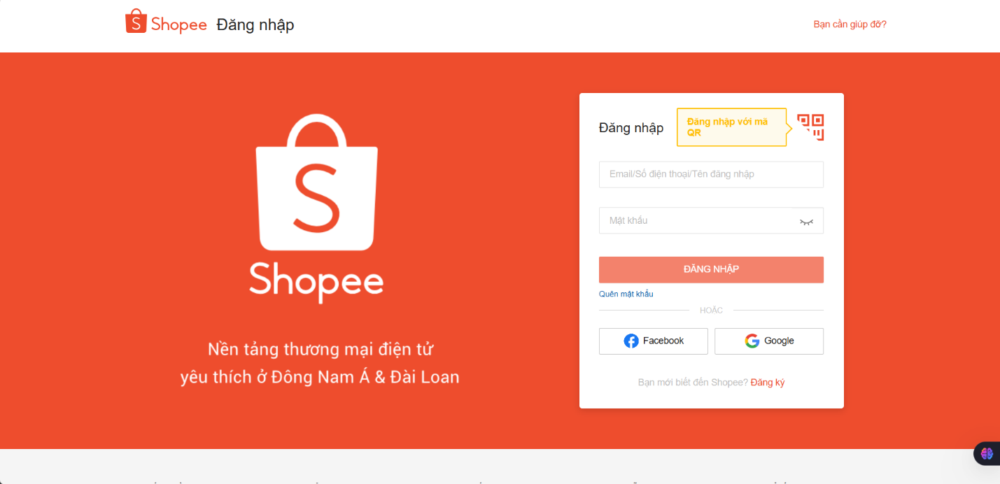 Shopee Đăng nhập
Bạn cần giúp đỡ?
S
Shopee
Nền tảng thương mại điện tử
yêu thích ở Đông Nam Á & Đài Loan
Đăng nhập
Đăng nhập với mã
QR
Email/Số điện thoại/Tên đăng nhập
Mật khẩu
ĐĂNG NHẬP
Quên mật khẩu
HOẶC
Facebook
Google
Bạn mới biết đến Shopee? Đăng ký